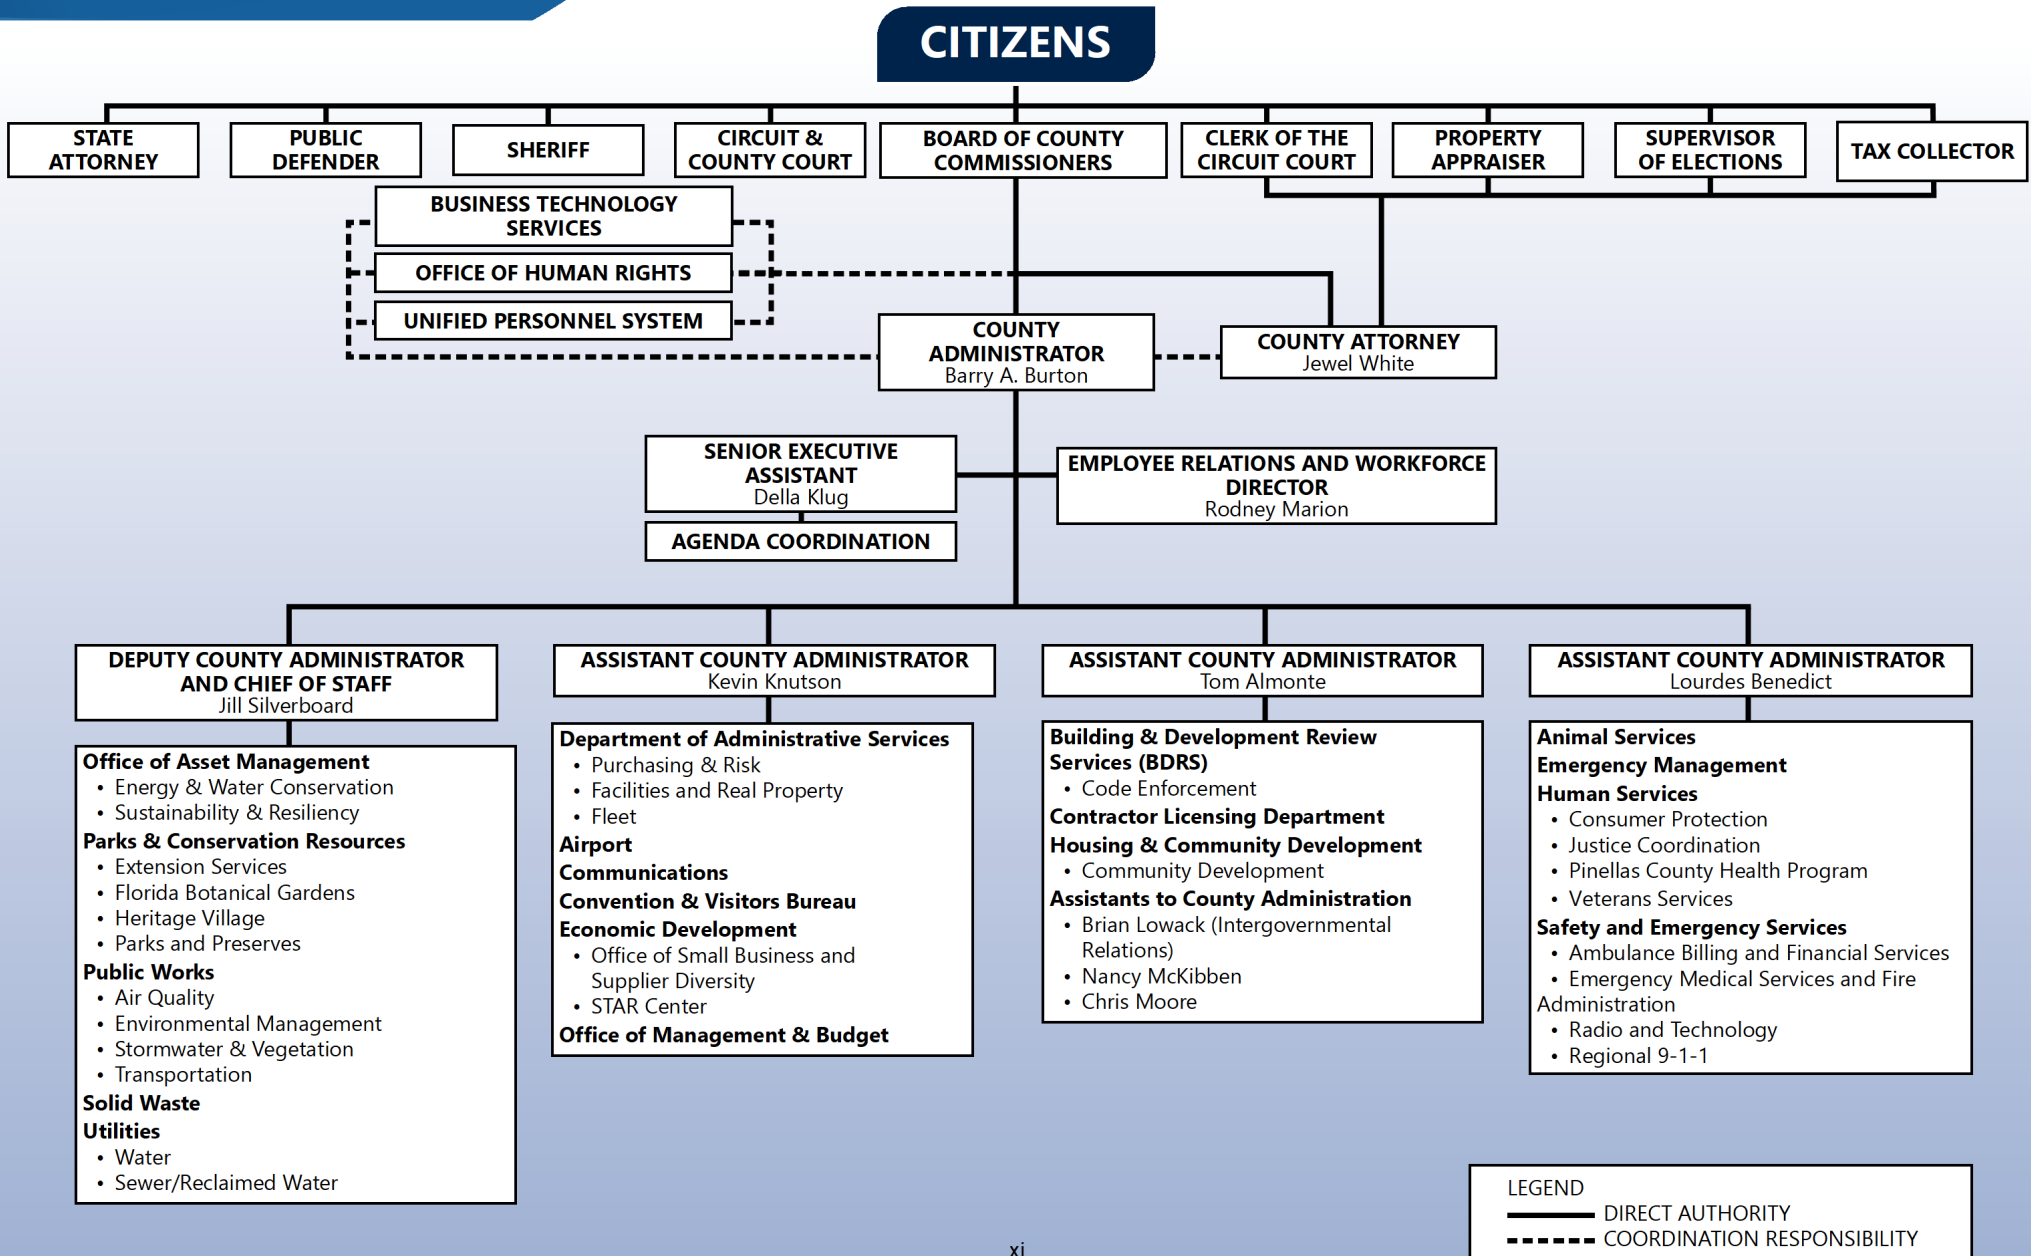 CITIZENS
STATE
ATTORNEY
PUBLIC
DEFENDER
SHERIFF
CIRCUIT &
COUNTY COURT
BOARD OF COUNTY
COMMISSIONERS
CLERK OF THE
CIRCUIT COURT
PROPERTY
APPRAISER
SUPERVISOR
OF ELECTIONS
TAX COLLECTOR
BUSINESS TECHNOLOGY
SERVICES
OFFICE OF HUMAN RIGHTS
UNIFIED PERSONNEL SYSTEM
COUNTY
ADMINISTRATOR
Barry A. Burton
COUNTY ATTORNEY
Jewel White
SENIOR EXECUTIVE
ASSISTANT
Della Klug
AGENDA COORDINATION
EMPLOYEE RELATIONS AND WORKFORCE
DIRECTOR
Rodney Marion
DEPUTY COUNTY ADMINISTRATOR
AND CHIEF OF STAFF
Jill Silverboard
Office of Asset Management
• Energy & Water Conservation
• Sustainability & Resiliency
Parks & Conservation Resources
• Extension Services
• Florida Botanical Gardens
• Heritage Village
• Parks and Preserves
Public Works
• Air Quality
• Environmental Management
• Stormwater & Vegetation
• Transportation
Solid Waste
Utilities
• Water
• Sewer/Reclaimed Water
ASSISTANT COUNTY ADMINISTRATOR
Kevin Knutson
Department of Administrative Services
• Purchasing & Risk
• Facilities and Real Property
• Fleet
Airport
Communications
Convention & Visitors Bureau
Economic Development
• Office of Small Business and
Supplier Diversity
• STAR Center
Office of Management & Budget
ASSISTANT COUNTY ADMINISTRATOR
Tom Almonte
Building & Development Review
Services (BDRS)
• Code Enforcement
Contractor Licensing Department
Housing & Community Development
• Community Development
Assistants to County Administration
• Brian Lowack (Intergovernmental
Relations)
• Nancy McKibben
• Chris Moore
ASSISTANT COUNTY ADMINISTRATOR
Lourdes Benedict
Animal Services
Emergency Management
Human Services
• Consumer Protection
• Justice Coordination
• Pinellas County Health Program
• Veterans Services
Safety and Emergency Services
• Ambulance Billing and Financial Services
• Emergency Medical Services and Fire
Administration
• Radio and Technology
• Regional 9-1-1
LEGEND
DIRECT AUTHORITY
COORDINATION RESPONSIBILITY
xi